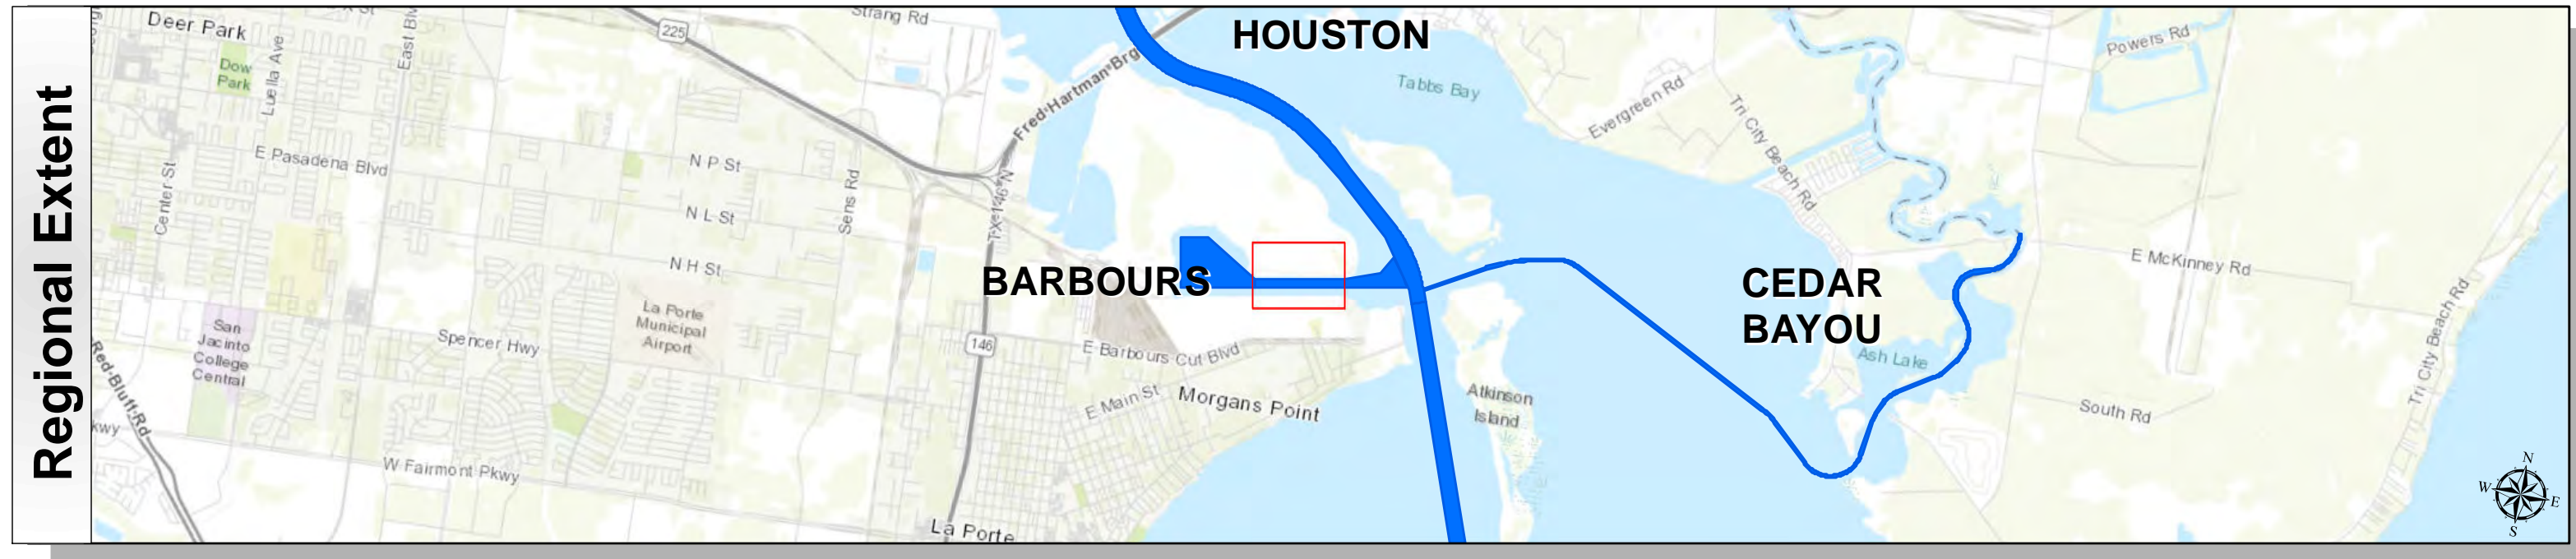 Regional Extent
Deer Park
Dow
Park
Luella Ave
East Blv
Center St
E Pasadena Blvd
225
Strang Rd
N P St
N L St
N H St
Sens Rd
Fred Hartman Brg
TX-146 N
HOUSTON
Tabbs Bay
Evergreen Rd
Tri City Beach Rd
Powers Rd
BARBOURS
CEDAR
BAYOU
E McKinney Rd
Ash Lake
La Porte
Municipal
Airport
San
Jacinto
College
Central
Spencer Hwy
146
E Barbours Cut Blvd
E Main St
Morgans Point
Atkinson
Island
South Rd
Tri City Beach Rd
Red Bluff Rd
kwy
W Fairmont Pkwy
La Porte
N
W
E
S